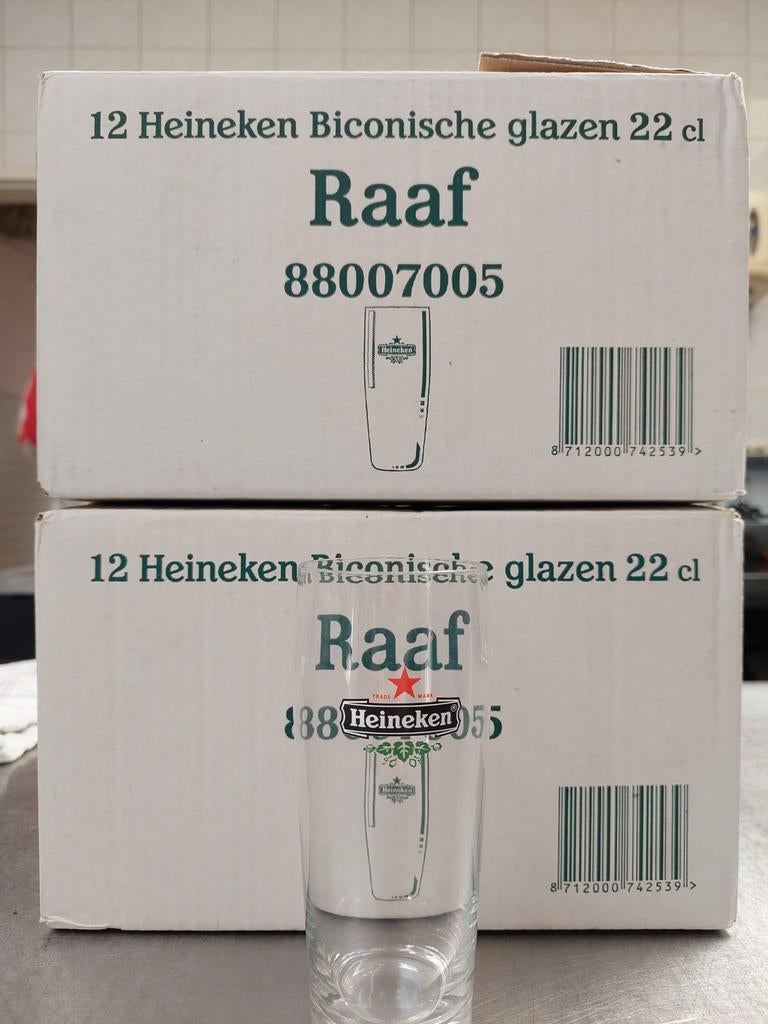 12 Heineken Biconische glazen 22 cl
Raaf
88007005
Heineken
8 712000 742539 >
12 Heineken Biconische glazen 22 cl
Raaf
TRADE MARK
Heineken®
Heineken
8 712000 742539 >